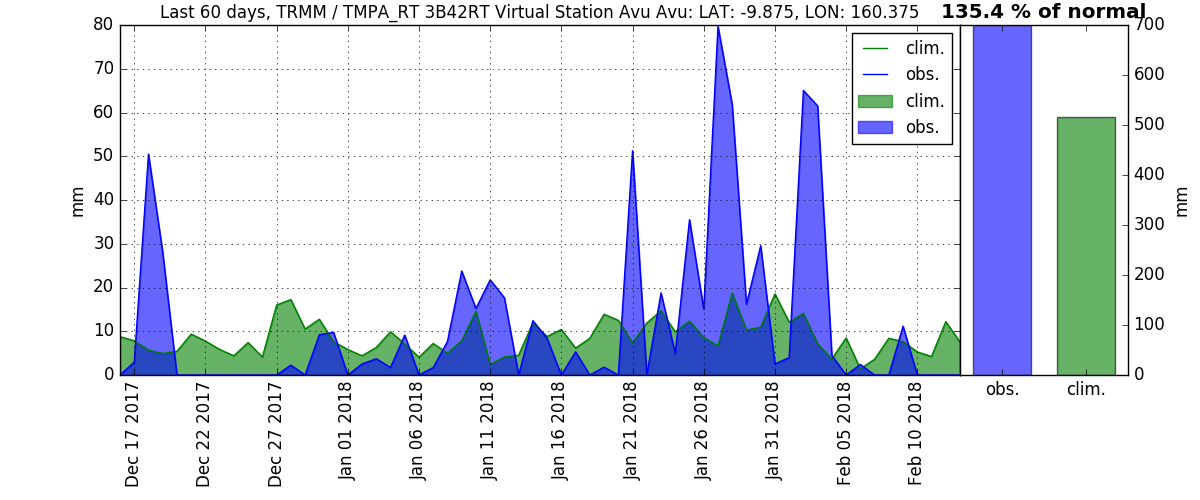 Last 60 days, TRMM / TMPA_RT 3B42RT Virtual Station Avu Avu: LAT: -9.875, LON: 160.375
135.4 % of normal
80
70
60
50
40
30
20
10
0
mm
clim.
obs.
clim.
obs.
700
600
500
400
300
200
100
0
mm
Dec 17 2017
Dec 22 2017
Dec 27 2017
Jan 01 2018
Jan 06 2018
Jan 11 2018
Jan 16 2018
Jan 21 2018
Jan 26 2018
Jan 31 2018
Feb 05 2018
Feb 10 2018
obs.
clim.